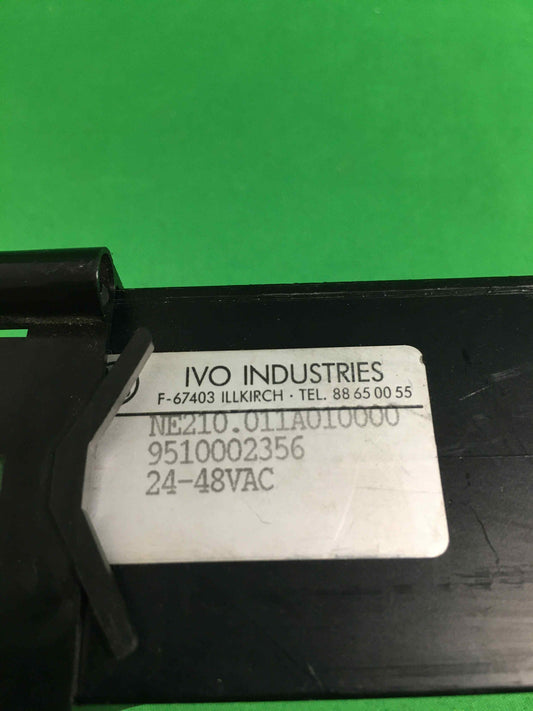 IVO INDUSTRIES
F-67403 ILLKIRCH · TEL. 88 65 00 55
NE210.011A010000
9510002356
24-48VAC